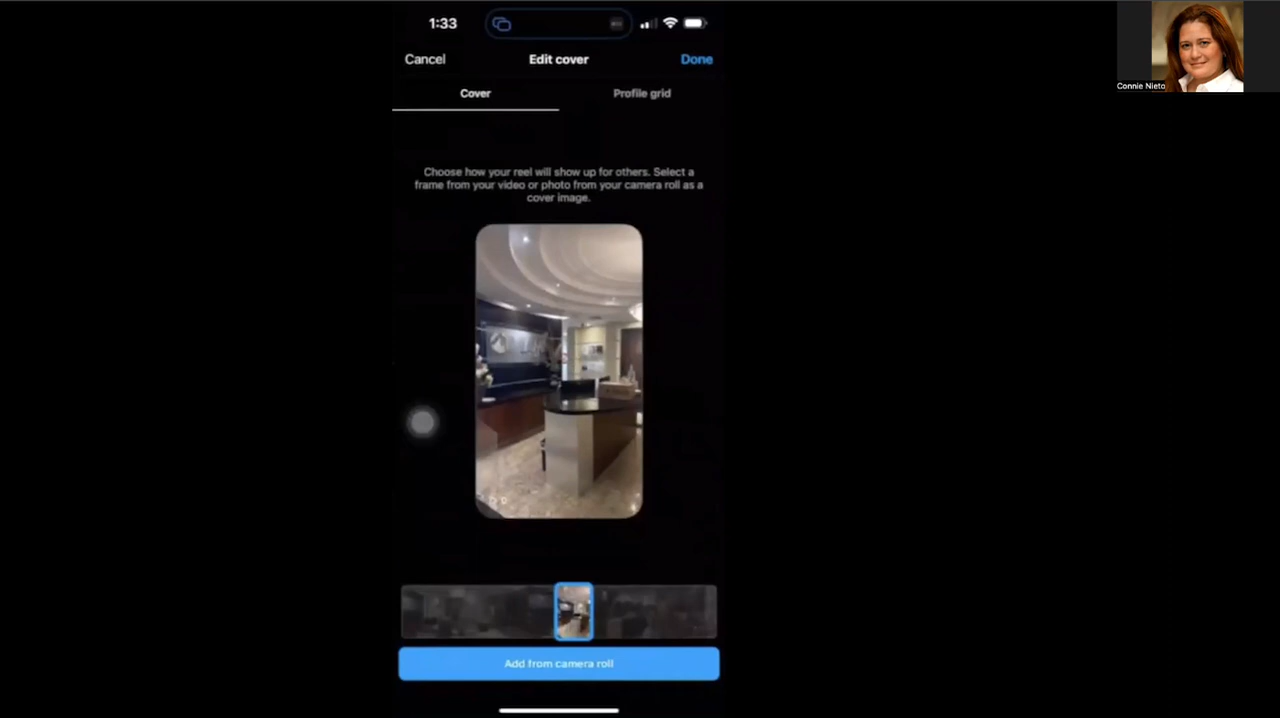 1:33
Cancel
Edit cover
Done
Cover
Profile grid
Choose how your reel will show up for others. Select a
frame from your video or photo from your camera roll as a
cover image.
Add from camera roll
Connie Nieto